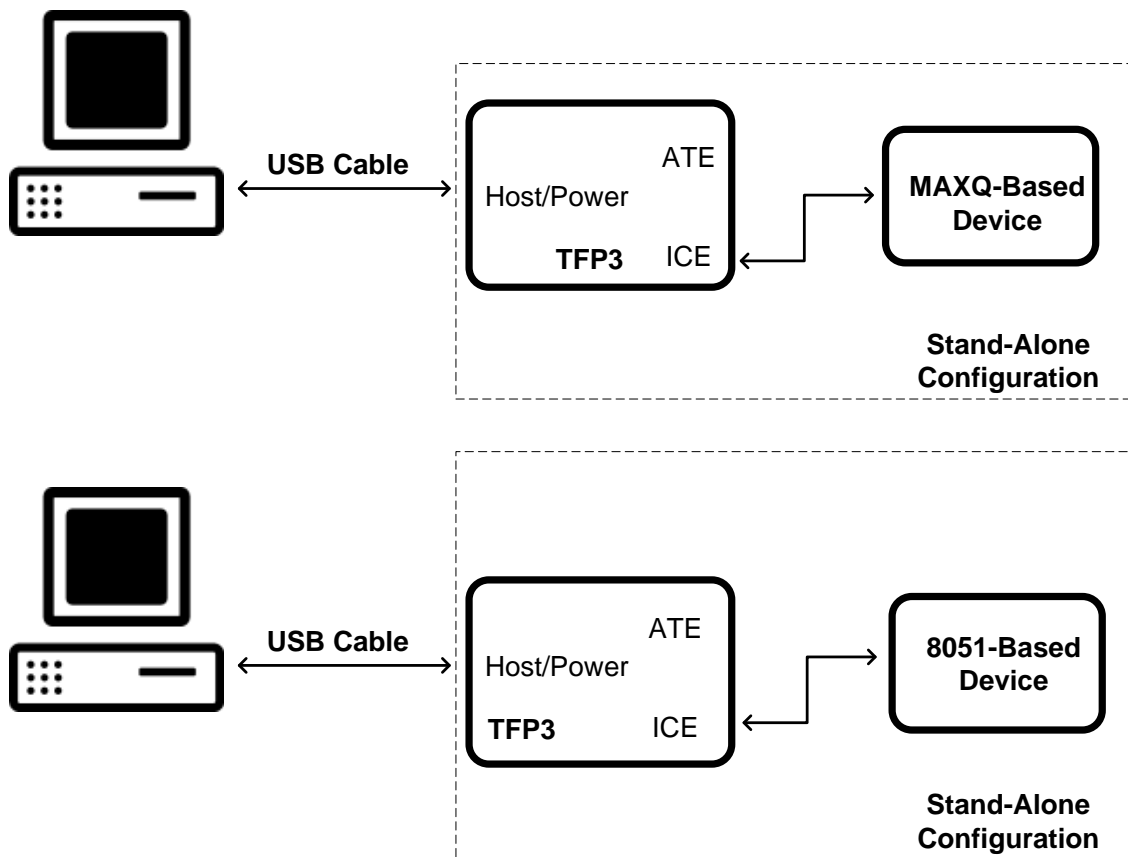 USB Cable
ATE
Host/Power
TFP3
ICE
MAXQ-Based
Device
Stand-Alone
Configuration
USB Cable
ATE
Host/Power
TFP3
ICE
8051-Based
Device
Stand-Alone
Configuration